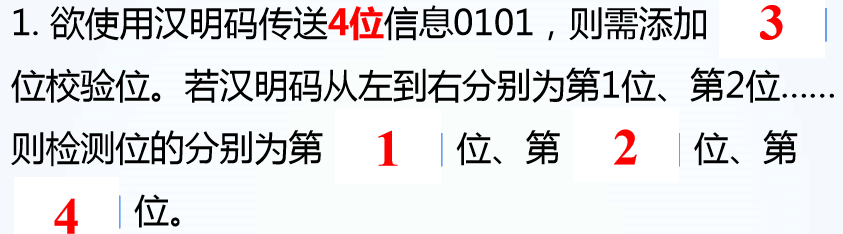 1. 欲使用汉明码传送4位信息0101，则需添加 3
位校验位。若汉明码从左到右分别为第1位、第2位......
则检测位的分别为第 1 位、第 2 位、第
4 位。